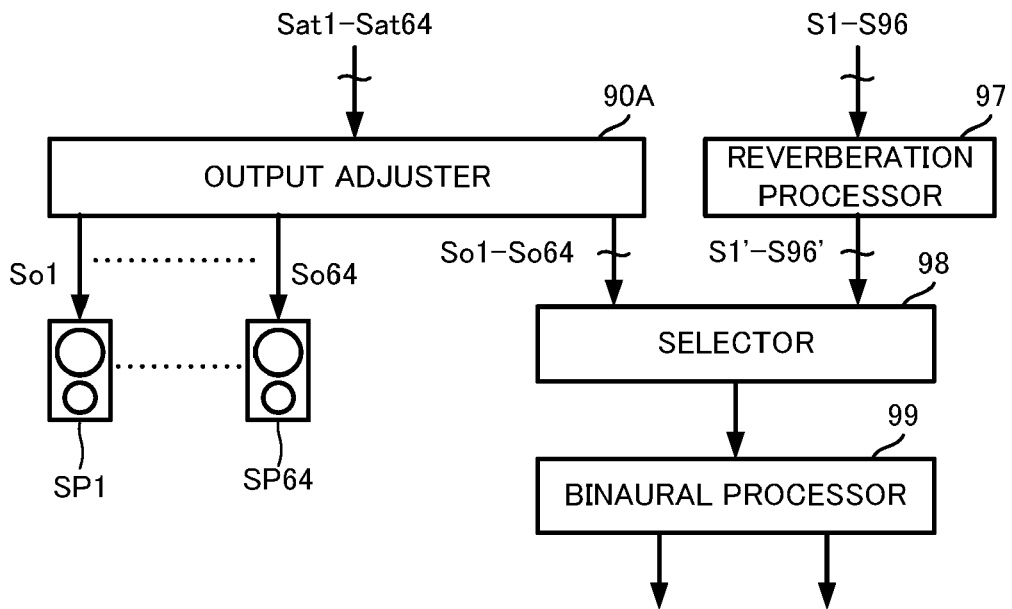 Sat1-Sat64
S1-S96
90A
97
OUTPUT ADJUSTER
REVERBERATION
PROCESSOR
So1
So64
So1-So64
S1'-S96'
98
SELECTOR
99
SP1
SP64
BINAURAL PROCESSOR